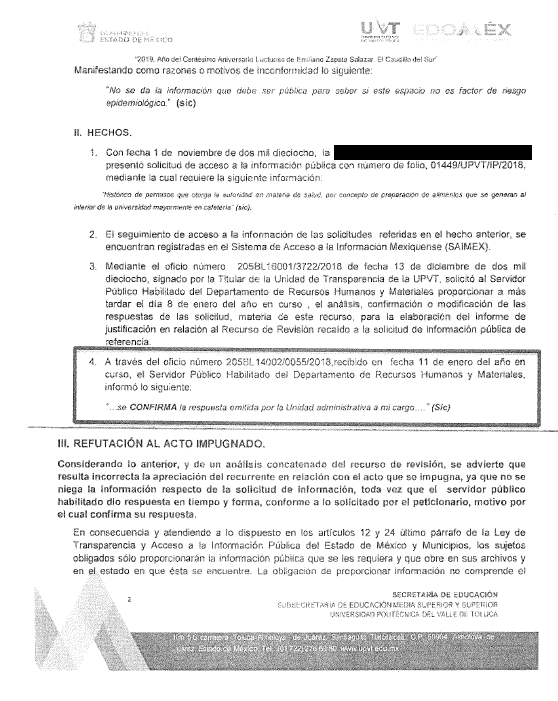 ESTADO DE MÉXICO
UVT EDOMÉX
"2019, Año del Centésimo Aniversario Luctuoso de Emiliano Zapata Salazar. El Caudillo del Sur"
Manifestando como razones o motivos de inconformidad lo siguiente:
"No se da la información que debe ser pública para saber si este espacio no es factor de riesgo
epidemiológico." (sic)
II. HECHOS.
1. Con fecha 1 de noviembre de dos mil dieciocho, la
presentó solicitud de acceso a la información pública con número de folio, 01449/UPVT/IP/2018,
mediante la cual requiere la siguiente información.
"Histórico de permisos que otorga la autoridad en materia de salud, por concepto de preparación de alimentos que se generan al
interior de la universidad mayormente en cafetería" (sic).
2. El seguimiento de acceso a la información de las solicitudes referidas en el hecho anterior, se
encuentran registradas en el Sistema de Acceso a la Información Mexiquense (SAIMEX).
3. Mediante el oficio número 205BL16001/3722/2018 de fecha 13 de diciembre de dos mil
dieciocho, signado por la Titular de la Unidad de Transparencia de la UPVT, solicitó al Servidor
Público Habilitado del Departamento de Recursos Humanos y Materiales proporcionar a más
tardar el día 8 de enero del año en curso , el análisis, confirmación o modificación de las
respuestas de las solicitud, materia de este recurso, para la elaboración del informe de
justificación en relación al Recurso de Revisión recaído a la solicitud de información pública de
referencia.
4. A través del oficio número 205BL14002/0055/2018,recibido en fecha 11 de enero del año en
curso, el Servidor Público Habilitado del Departamento de Recursos Humanos y Materiales,
informó lo siguiente:
"…se CONFIRMA la respuesta emitida por la Unidad administrativa a mi cargo…." (Sic)
III. REFUTACIÓN AL ACTO IMPUGNADO.
Considerando lo anterior, y de un análisis concatenado del recurso de revisión, se advierte que
resulta incorrecta la apreciación del recurrente en relación con el acto que se impugna, ya que no se
niega la información respecto de la solicitud de información, toda vez que el servidor público
habilitado dio respuesta en tiempo y forma, conforme a lo solicitado por el peticionario, motivo por
el cual confirma su respuesta.
En consecuencia y atendiendo a lo dispuesto en los artículos 12 y 24 último párrafo de la Ley de
Transparencia y Acceso a la Información Pública del Estado de México y Municipios, los sujetos
obligados sólo proporcionarán la información pública que se les requiera y que obre en sus archivos y
en el estado en que ésta se encuentre. La obligación de proporcionar información no comprende el
2
SECRETARÍA DE EDUCACIÓN
SUBSECRETARÍA DE EDUCACIÓN MEDIA SUPERIOR Y SUPERIOR
UNIVERSIDAD POLITÉCNICA DEL VALLE DE TOLUCA
Km 5.6 carretera Toluca-Almoloya de Juárez, Santiaguito Tlalcilalcalli, C.P. 50904 Almoloya de
Juárez, Estado de México, Tel. (01722) 276 60 80 www.upvt.edu.mx